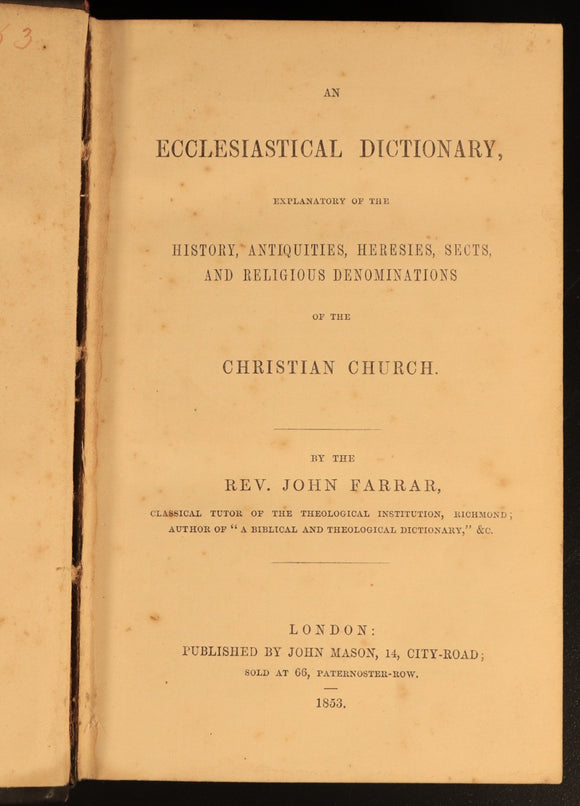 3
AN
ECCLESIASTICAL DICTIONARY,
EXPLANATORY OF THE
HISTORY, ANTIQUITIES, HERESIES, SECTS,
AND RELIGIOUS DENOMINATIONS
OF THE
CHRISTIAN CHURCH.
BY THE
REV. JOHN FARRAR,
CLASSICAL TUTOR OF THE THEOLOGICAL INSTITUTION, RICHMOND;
AUTHOR OF "A BIBLICAL AND THEOLOGICAL DICTIONARY," &c.
LONDON:
PUBLISHED BY JOHN MASON, 14, CITY-ROAD;
SOLD AT 66, PATERNOSTER-ROW.
1853.